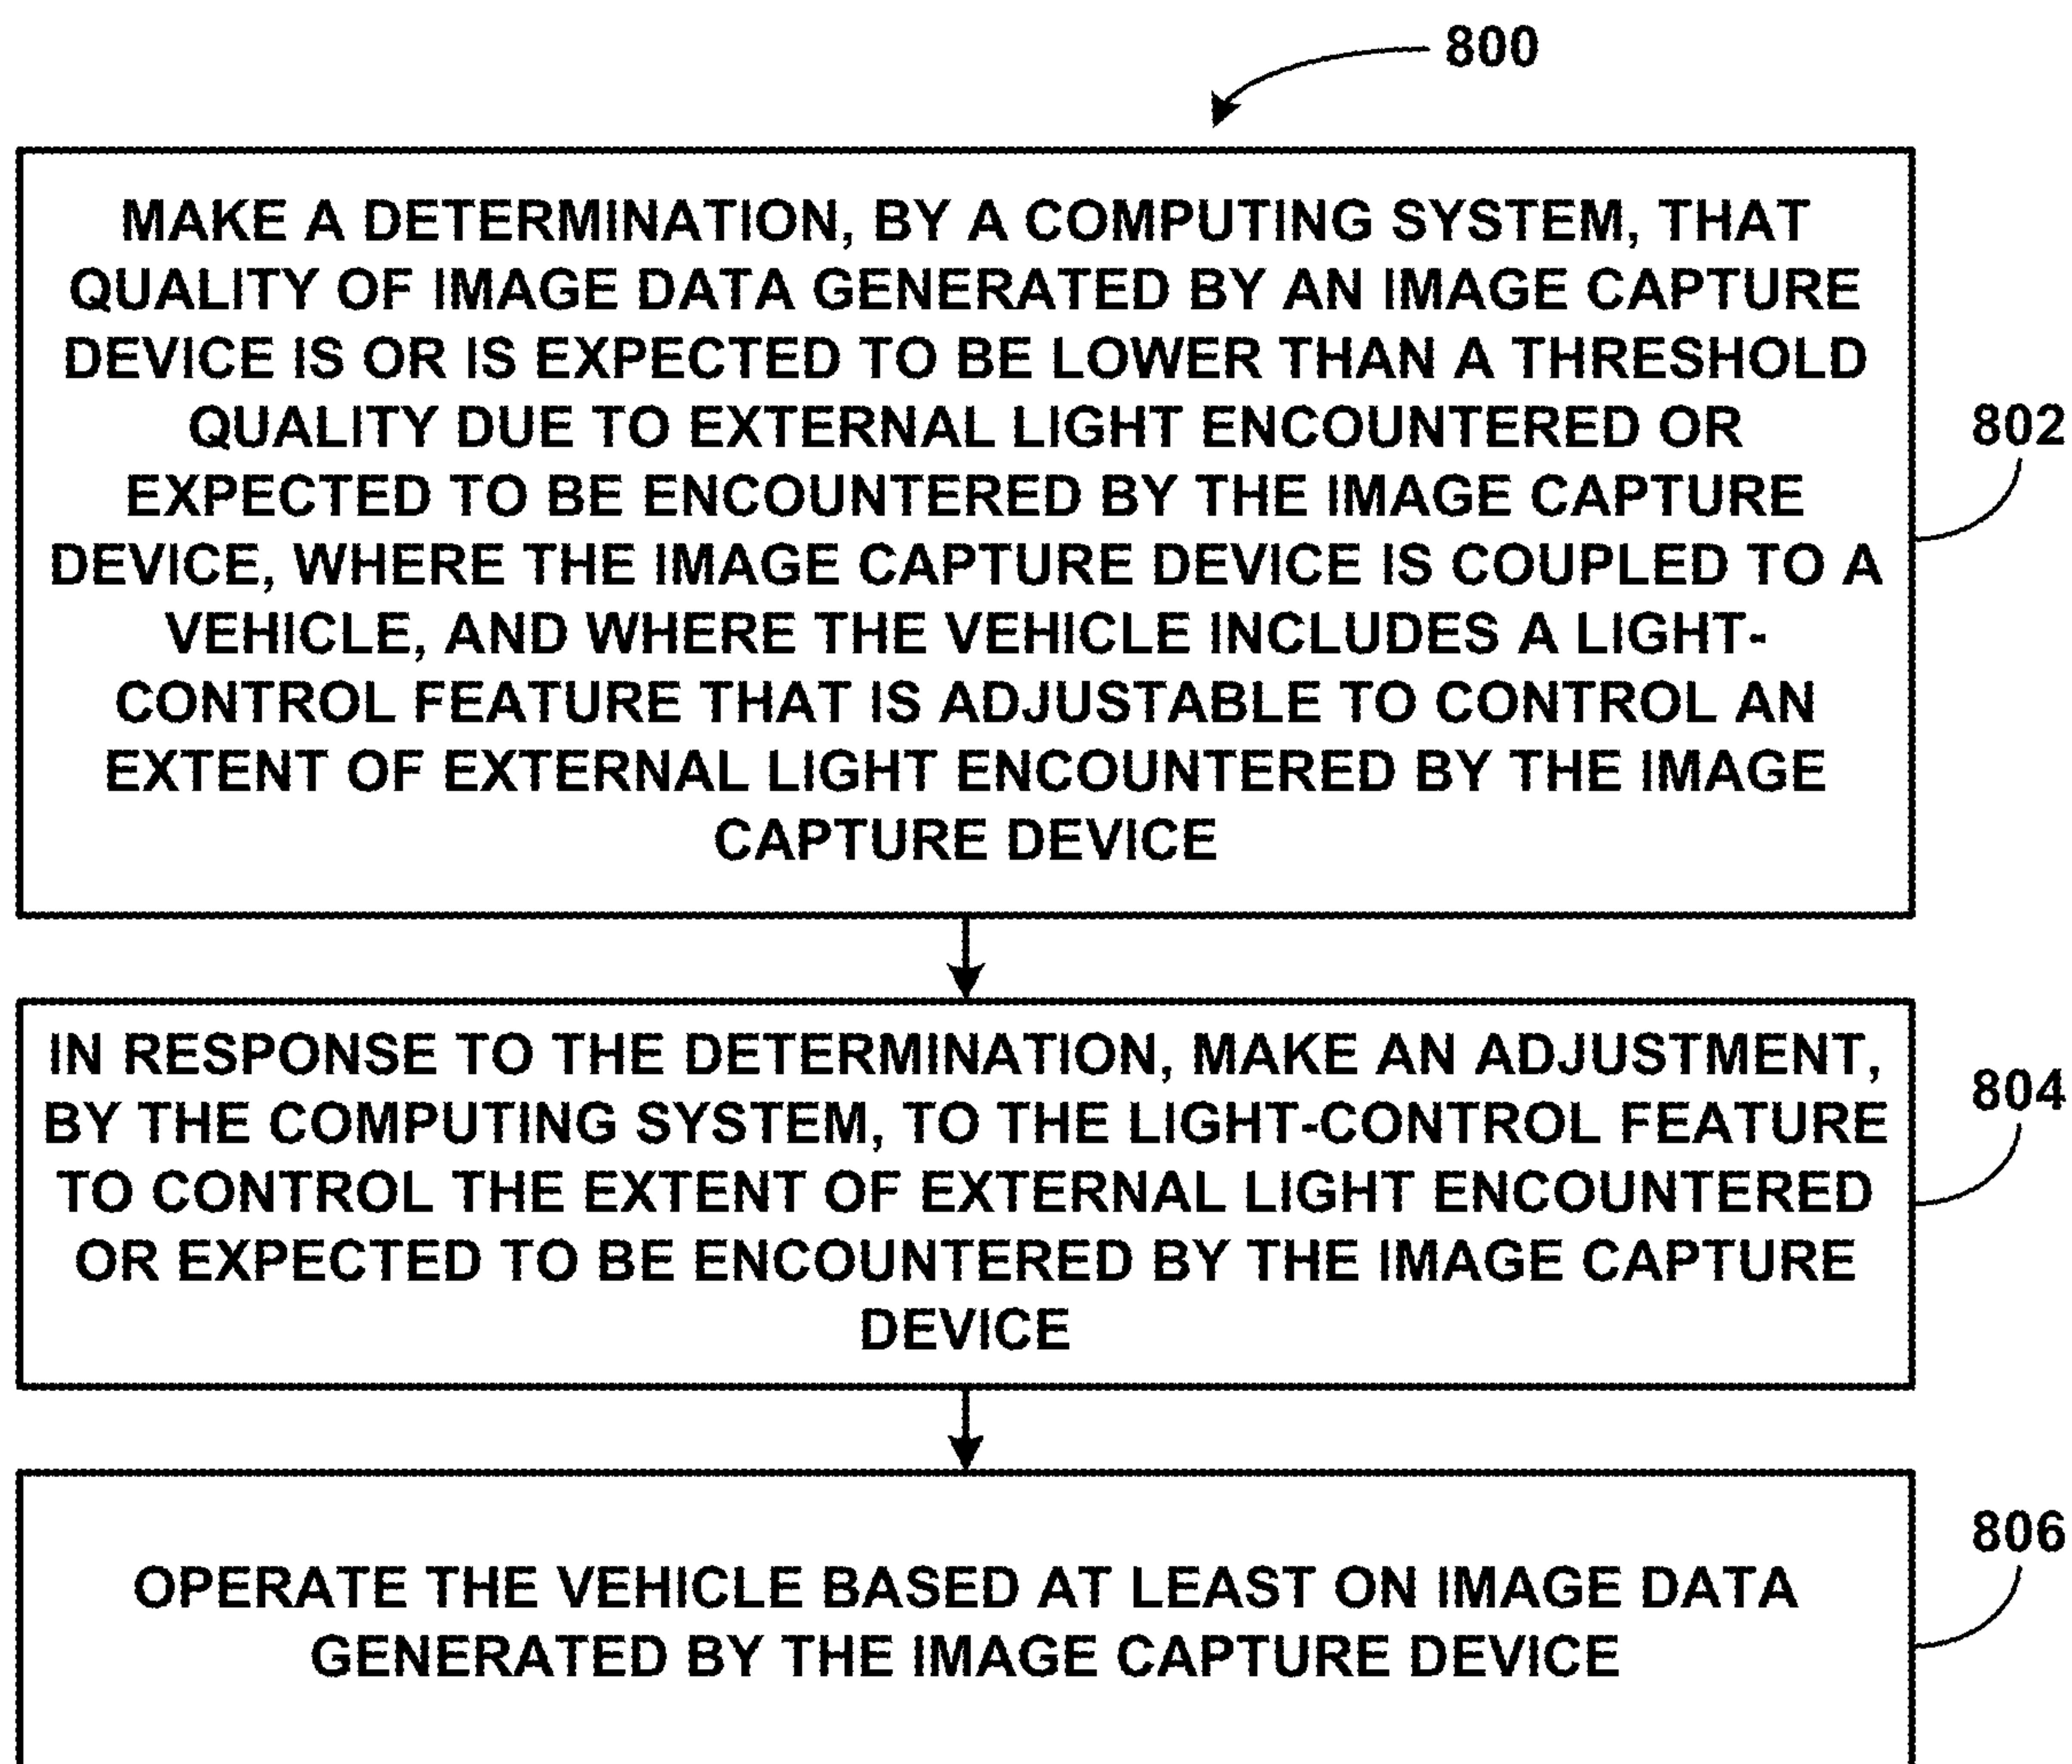 800
MAKE A DETERMINATION, BY A COMPUTING SYSTEM, THAT
QUALITY OF IMAGE DATA GENERATED BY AN IMAGE CAPTURE
DEVICE IS OR IS EXPECTED TO BE LOWER THAN A THRESHOLD
QUALITY DUE TO EXTERNAL LIGHT ENCOUNTERED OR
EXPECTED TO BE ENCOUNTERED BY THE IMAGE CAPTURE
DEVICE, WHERE THE IMAGE CAPTURE DEVICE IS COUPLED TO A
VEHICLE, AND WHERE THE VEHICLE INCLUDES A LIGHT-
CONTROL FEATURE THAT IS ADJUSTABLE TO CONTROL AN
EXTENT OF EXTERNAL LIGHT ENCOUNTERED BY THE IMAGE
CAPTURE DEVICE
802
IN RESPONSE TO THE DETERMINATION, MAKE AN ADJUSTMENT,
BY THE COMPUTING SYSTEM, TO THE LIGHT-CONTROL FEATURE
TO CONTROL THE EXTENT OF EXTERNAL LIGHT ENCOUNTERED
OR EXPECTED TO BE ENCOUNTERED BY THE IMAGE CAPTURE
DEVICE
804
OPERATE THE VEHICLE BASED AT LEAST ON IMAGE DATA
GENERATED BY THE IMAGE CAPTURE DEVICE
806